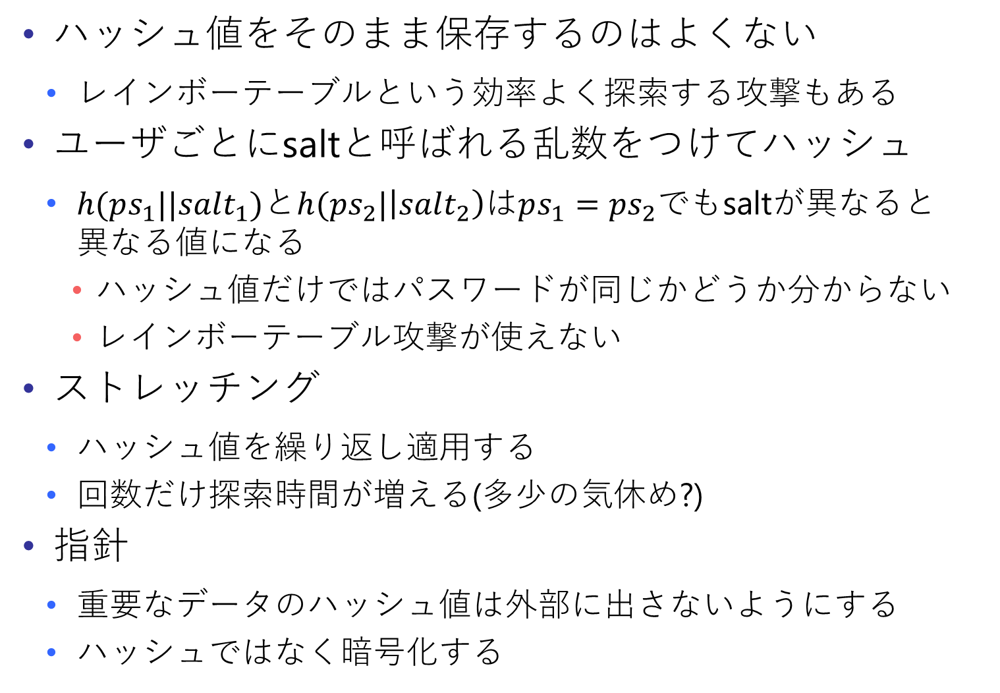 • ハッシュ値をそのまま保存するのはよくない
• レインボーテーブルという効率よく探索する攻撃もある
• ユーザごとにsaltと呼ばれる乱数をつけてハッシュ
• h(ps₁||salt₁)とh(ps₂||salt₂)はps₁ = ps₂でもsaltが異なると
異なる値になる
• ハッシュ値だけではパスワードが同じかどうか分からない
• レインボーテーブル攻撃が使えない
• ストレッチング
• ハッシュ値を繰り返し適用する
• 回数だけ探索時間が増える(多少の気休め?)
• 指針
• 重要なデータのハッシュ値は外部に出さないようにする
• ハッシュではなく暗号化する